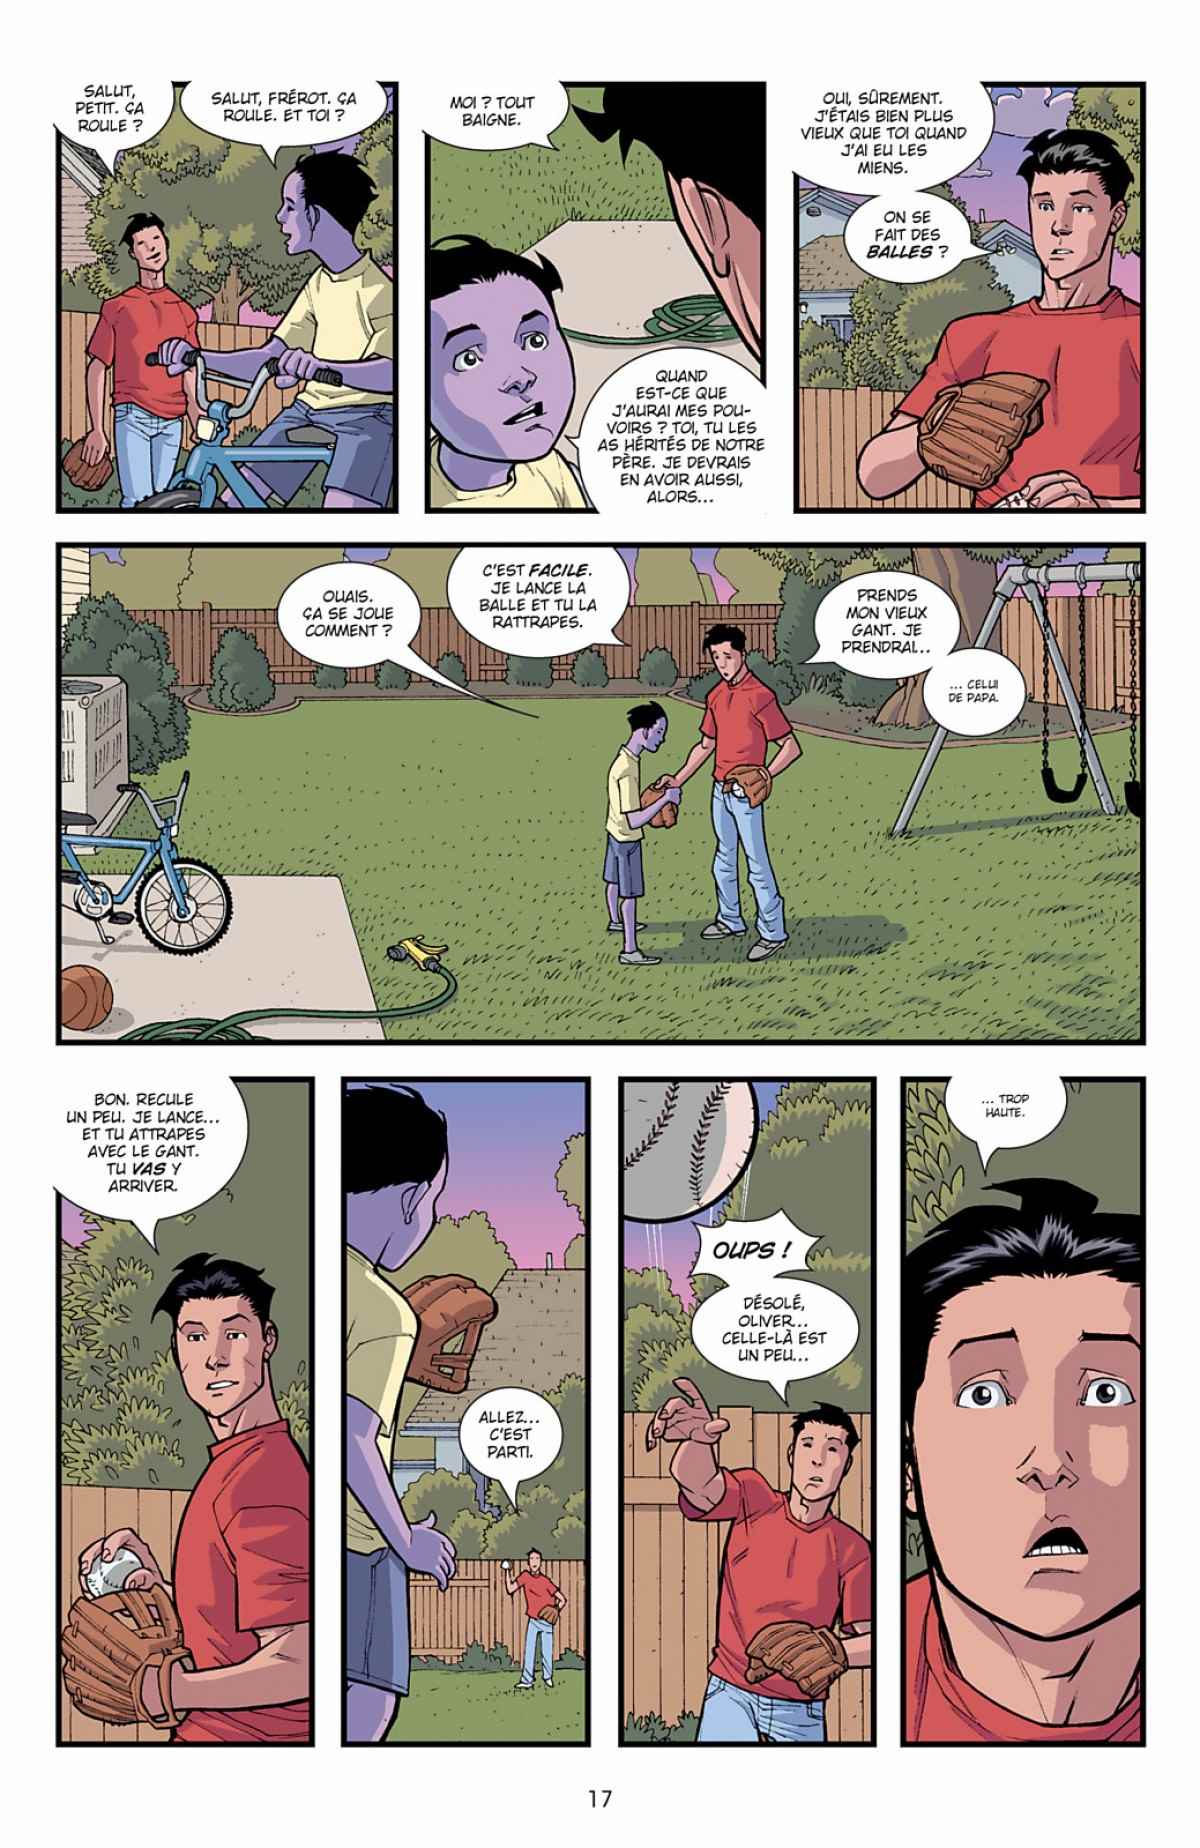 SALUT,
PETIT. ÇA
ROULE ?
SALUT, FRÉROT. ÇA
ROULE. ET TOI ?
MOI ? TOUT
BAIGNE.
QUAND
EST-CE QUE
J'AURAI MES POU-
VOIRS ? TOI, TU LES
AS HÉRITÉS DE NOTRE
PÈRE. JE DEVRAIS
EN AVOIR AUSSI,
ALORS...
OUI, SÛREMENT.
J'ÉTAIS BIEN PLUS
VIEUX QUE TOI QUAND
J'AI EU LES
MIENS.
ON SE
FAIT DES
BALLES ?
OUAIS.
ÇA SE JOUE
COMMENT ?
C'EST FACILE.
JE LANCE LA
BALLE ET TU LA
RATTRAPES.
PRENDS
MON VIEUX
GANT. JE
PRENDRAI...
... CELUI
DE PAPA.
BON. RECULE
UN PEU. JE LANCE...
ET TU ATTRAPES
AVEC LE GANT.
TU VAS Y
ARRIVER.
ALLEZ...
C'EST
PARTI.
OUPS !
DÉSOLÉ,
OLIVER...
CELLE-LÀ EST
UN PEU...
... TROP
HAUTE.
17